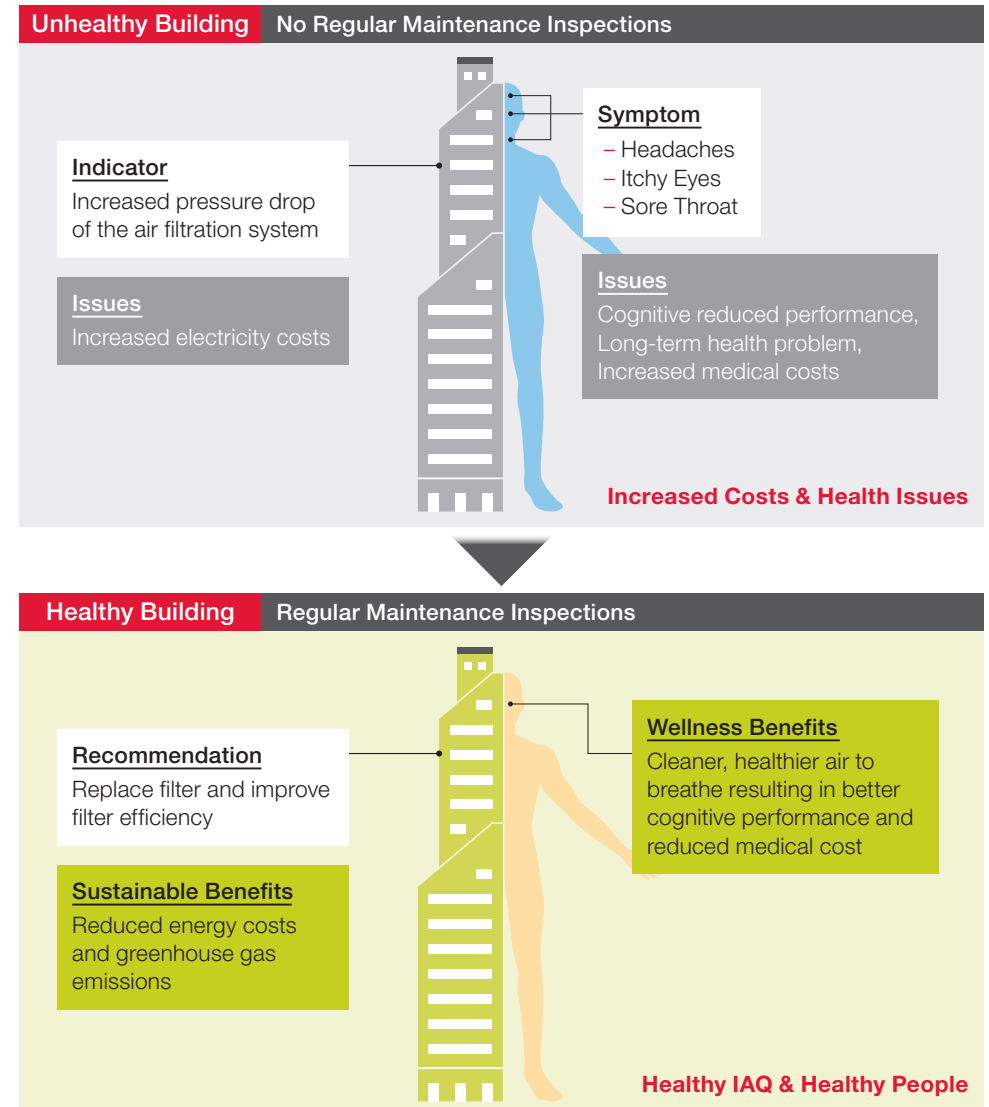 Unhealthy Building
No Regular Maintenance Inspections
Indicator
Increased pressure drop
of the air filtration system
Issues
Increased electricity costs
Symptom
– Headaches
– Itchy Eyes
– Sore Throat
Issues
Cognitive reduced performance,
Long-term health problem,
Increased medical costs
Increased Costs & Health Issues
Healthy Building
Regular Maintenance Inspections
Recommendation
Replace filter and improve
filter efficiency
Sustainable Benefits
Reduced energy costs
and greenhouse gas
emissions
Wellness Benefits
Cleaner, healthier air to
breathe resulting in better
cognitive performance and
reduced medical cost
Healthy IAQ & Healthy People